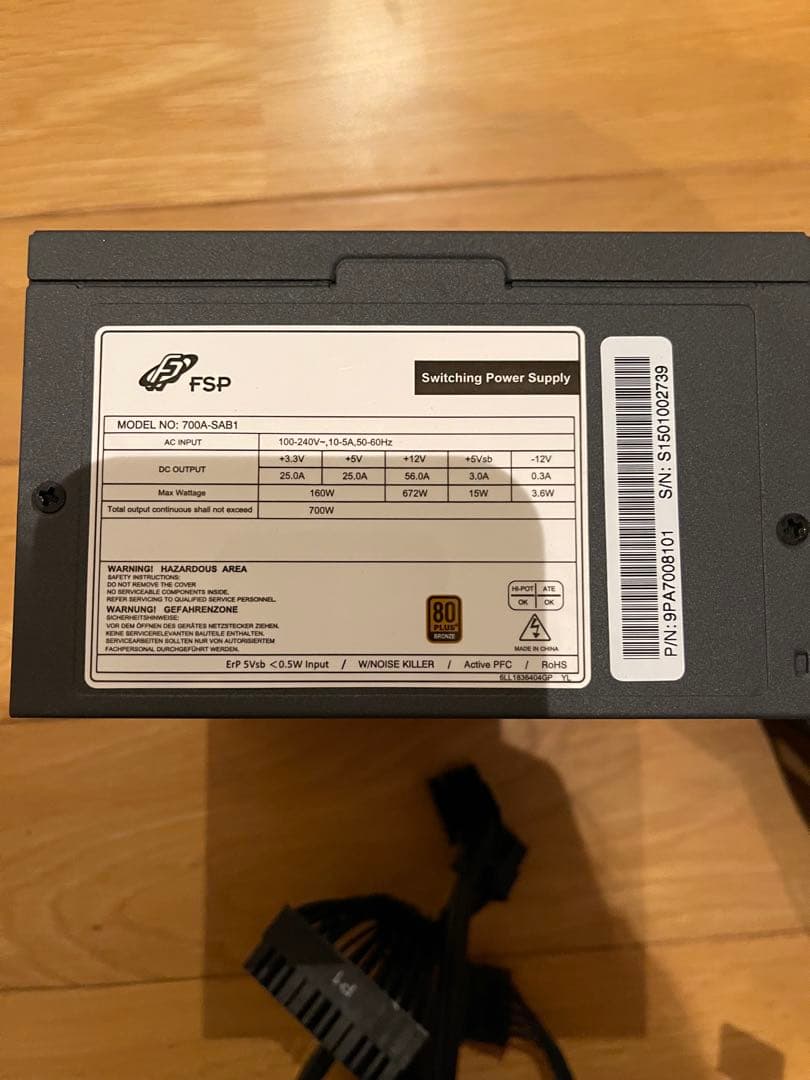 FSP
Switching Power Supply
MODEL NO: 700A-SAB1
AC INPUT 100-240V~,10-5A,50-60Hz
DC OUTPUT +3.3V +5V +12V +5Vsb -12V
25.0A 25.0A 56.0A 3.0A 0.3A
Max Wattage 160W 672W 15W 3.6W
Total output continuous shall not exceed 700W
WARNING! HAZARDOUS AREA
SAFETY INSTRUCTIONS:
DO NOT REMOVE THE COVER
NO SERVICEABLE COMPONENTS INSIDE.
REFER SERVICING TO QUALIFIED SERVICE PERSONNEL.
WARNUNG! GEFAHRENZONE
SICHERHEITSHINWEISE:
VOR DEM ÖFFNEN DES GERÄTES NETZSTECKER ZIEHEN.
KEINE SERVICERELEVANTEN BAUTEILE ENTHALTEN.
SERVICEARBEITEN SOLLTEN NUR VON AUTORISIERTEM
FACHPERSONAL DURCHGEFÜHRT WERDEN.
80
PLUS
BRONZE
HI-POT ATE
OK OK
MADE IN CHINA
ErP 5Vsb <0.5W Input / W/NOISE KILLER / Active PFC / RoHS
6LL1836404GP YL
P/N: 9PA7008101 S/N: S1501002739
P1